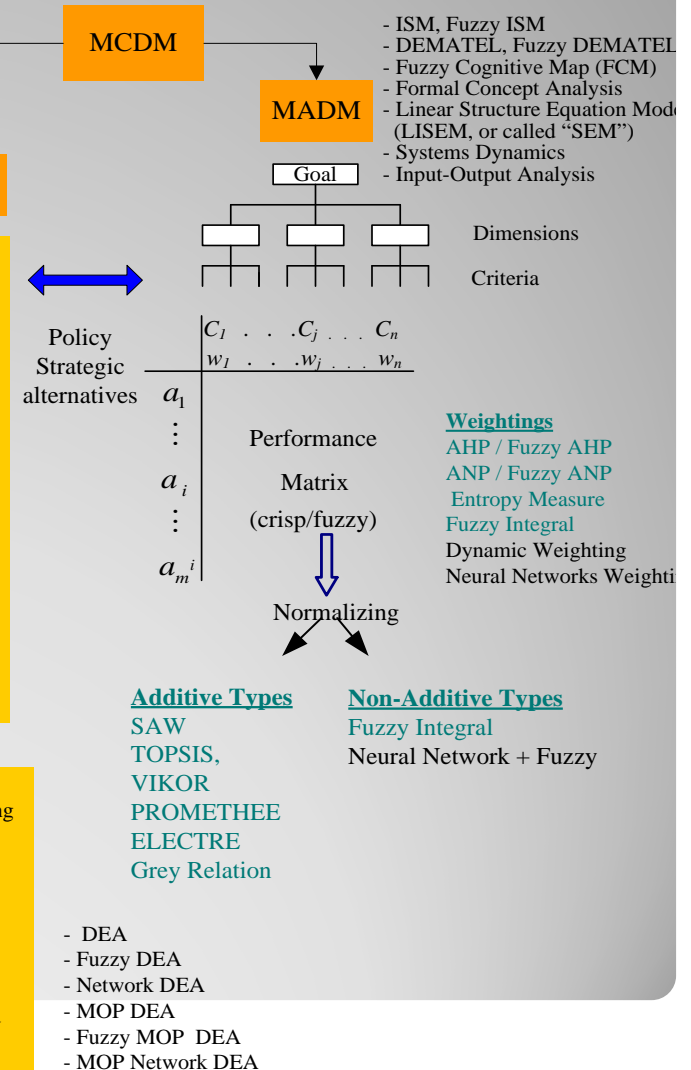 MCDM
MADM
- ISM, Fuzzy ISM
- DEMATEL, Fuzzy DEMATEL
- Fuzzy Cognitive Map (FCM)
- Formal Concept Analysis
- Linear Structure Equation Mode
(LISEM, or called “SEM”)
- Systems Dynamics
- Input-Output Analysis
Goal
Dimensions
Criteria
C1 . . . Cj . . . Cn
w1 . . . wj . . . wn
Policy
Strategic
alternatives
a1
⋮
ai
⋮
am i
Performance
Matrix
(crisp/fuzzy)
Normalizing
Weightings
AHP / Fuzzy AHP
ANP / Fuzzy ANP
Entropy Measure
Fuzzy Integral
Dynamic Weighting
Neural Networks Weighti
Additive Types
SAW
TOPSIS,
VIKOR
PROMETHEE
ELECTRE
Grey Relation
Non-Additive Types
Fuzzy Integral
Neural Network + Fuzzy
ng
- DEA
- Fuzzy DEA
- Network DEA
- MOP DEA
- Fuzzy MOP DEA
- MOP Network DEA